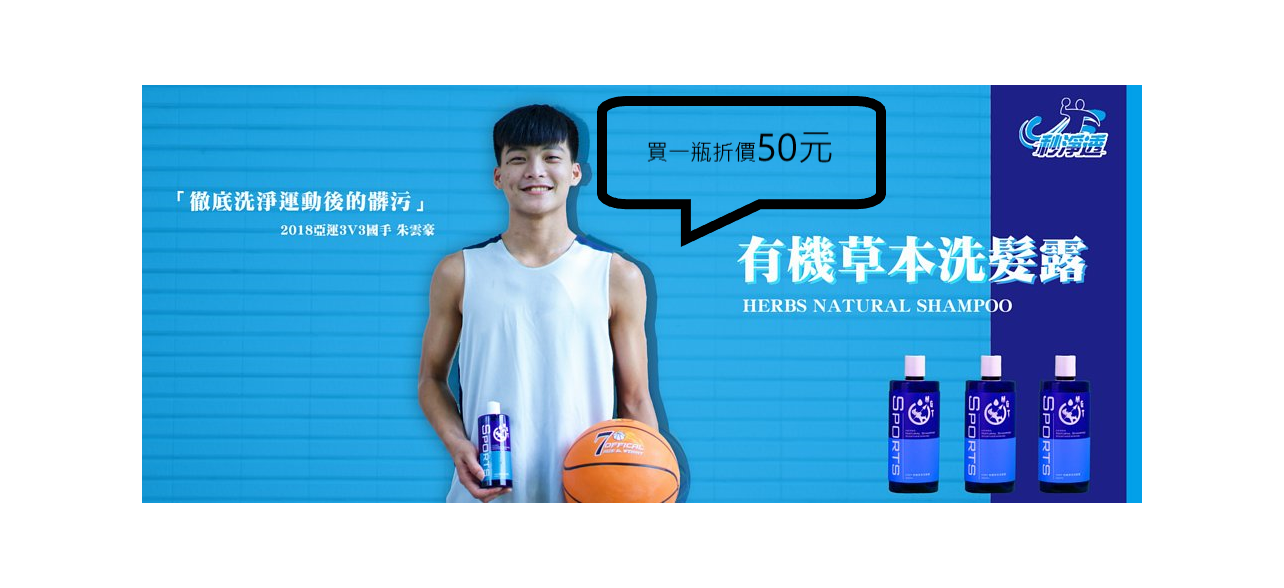 買一瓶折價50元
秒淨透
「徹底洗淨運動後的髒污」
2018亞運3V3國手 朱雲豪
有機草本洗髮露
HERBS NATURAL SHAMPOO
SPORTS
7 OFFICAL
SPORTS
SPORTS
SPORTS